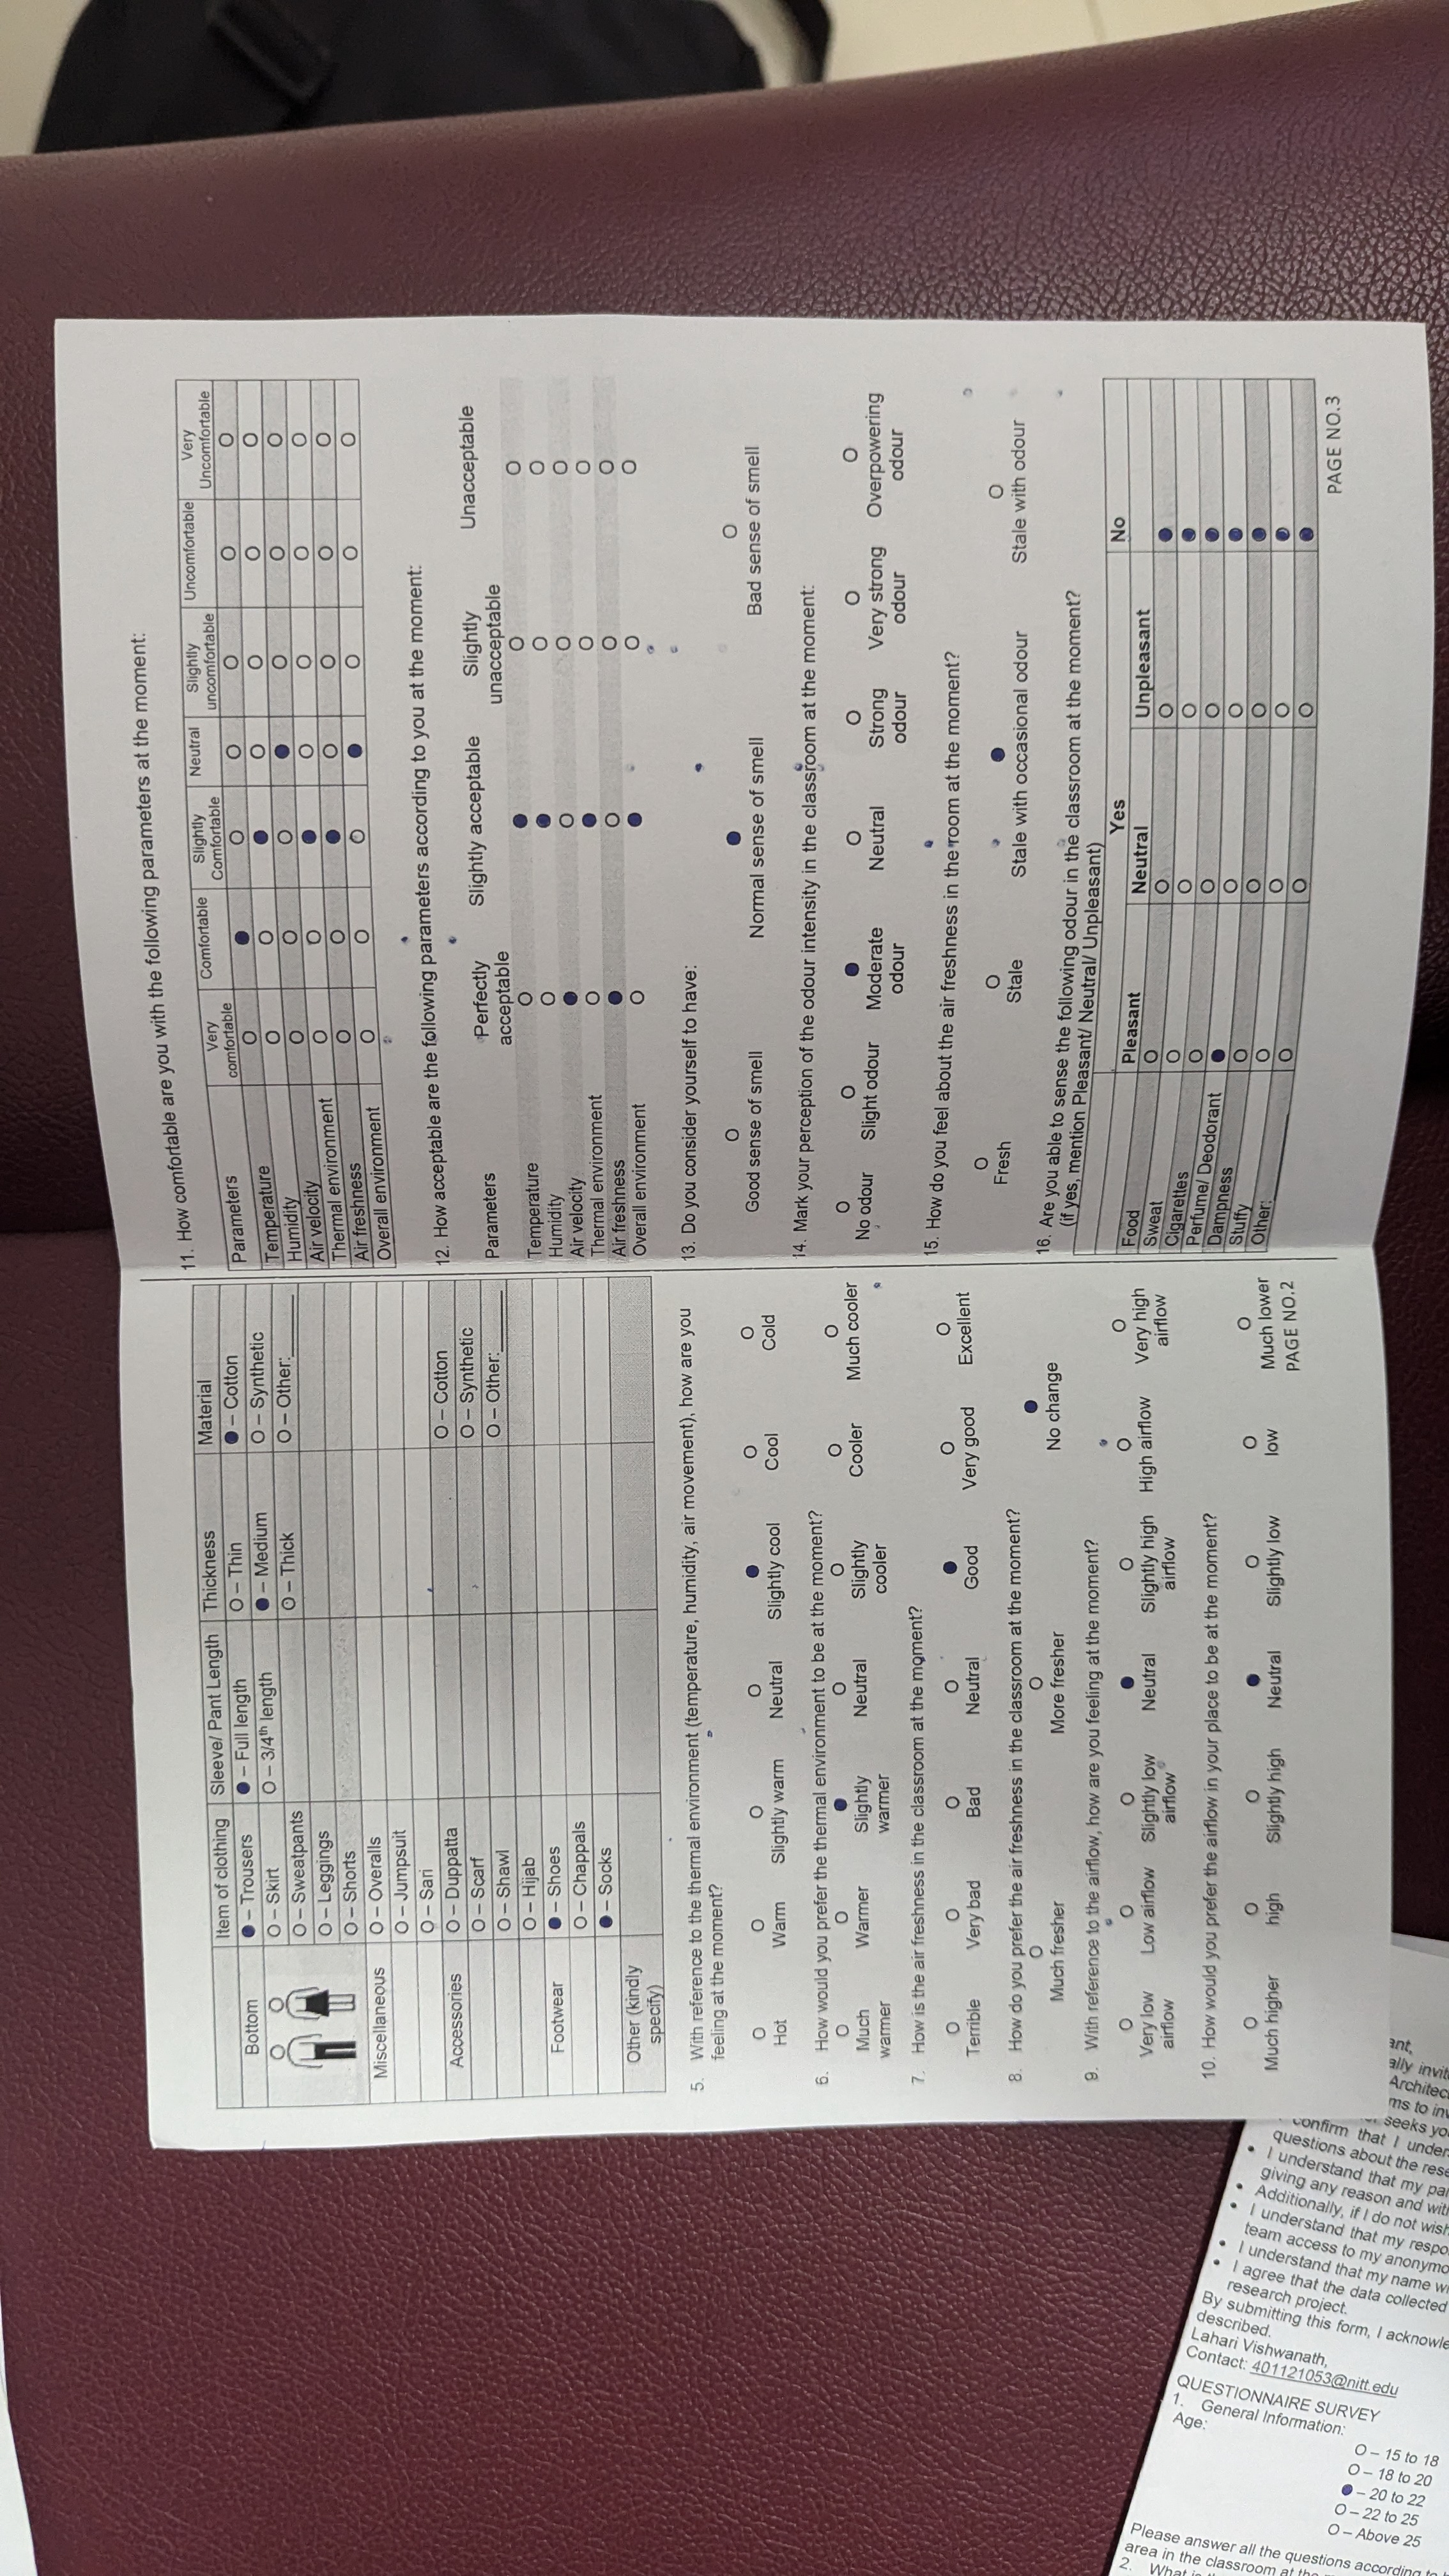 Item of clothing Sleeve/ Pant Length Thickness Material
Bottom ● – Trousers ● – Full length O – Thin ● – Cotton
O – Skirt O – 3/4th length ● – Medium O – Synthetic
O – Sweatpants O – Thick O – Other:______
O – Leggings
O – Shorts
Miscellaneous O – Overalls
O – Jumpsuit
O – Sari
Accessories O – Duppatta O – Cotton
O – Scarf O – Synthetic
O – Shawl O – Other:______
O – Hijab
Footwear ● – Shoes
O – Chappals
● – Socks
Other (kindly
specify)
5. With reference to the thermal environment (temperature, humidity, air movement), how are you
feeling at the moment?
O O O O ● O O
Hot Warm Slightly warm Neutral Slightly cool Cool Cold
6. How would you prefer the thermal environment to be at the moment?
O O ● O O O O
Much Warmer Slightly Neutral Slightly Cooler Much cooler
warmer warmer cooler
7. How is the air freshness in the classroom at the moment?
O O O O ● O O
Terrible Very bad Bad Neutral Good Very good Excellent
8. How do you prefer the air freshness in the classroom at the moment?
O O ●
Much fresher More fresher No change
9. With reference to the airflow, how are you feeling at the moment?
O O O ● O O O
Very low Low airflow Slightly low Neutral Slightly high High airflow Very high
airflow airflow airflow airflow
10. How would you prefer the airflow in your place to be at the moment?
O O O ● O O O
Much higher high Slightly high Neutral Slightly low low Much lower
PAGE NO.2
11. How comfortable are you with the following parameters at the moment:
Parameters Very comfortable Comfortable Slightly Comfortable Neutral Slightly uncomfortable Uncomfortable Very Uncomfortable
Temperature O ● O O O O O
Humidity O O ● O O O O
Air velocity O O O ● O O O
Thermal environment O O ● O O O O
Air freshness O O ● O O O O
Overall environment O O O ● O O O
12. How acceptable are the following parameters according to you at the moment:
Parameters Perfectly acceptable Slightly acceptable Slightly unacceptable Unacceptable
Temperature O ● O O
Humidity O ● O O
Air velocity ● O O O
Thermal environment O ● O O
Air freshness ● O O O
Overall environment O ● O O
13. Do you consider yourself to have:
O ● O
Good sense of smell Normal sense of smell Bad sense of smell
14. Mark your perception of the odour intensity in the classroom at the moment:
O O ● O O O O
No odour Slight odour Moderate Neutral Strong Very strong Overpowering
odour odour odour odour
15. How do you feel about the air freshness in the room at the moment?
O O ● O
Fresh Stale Stale with occasional odour Stale with odour
16. Are you able to sense the following odour in the classroom at the moment?
(if yes, mention Pleasant/ Neutral/ Unpleasant)
Yes No
Pleasant Neutral Unpleasant
Food O O O ●
Sweat O O O ●
Cigarettes O O O ●
Perfume/ Deodorant ● O O ●
Dampness O O O ●
Stuffy O O O ●
Other:______ O O O ●
PAGE NO.3
ant,
ally invit
Architec
ms to inv
seeks yo
confirm that I under
questions about the rese
• I understand that my par
giving any reason and with
• Additionally, if I do not wish
• I understand that my respo
team access to my anonymo
• I understand that my name wi
• I agree that the data collected
research project.
By submitting this form, I acknowle
described.
Lahari Vishwanath,
Contact: 401121053@nitt.edu
QUESTIONNAIRE SURVEY
1. General Information:
Age:
O – 15 to 18
O – 18 to 20
● – 20 to 22
O – 22 to 25
O – Above 25
Please answer all the questions according to
area in the classroom at the
2. What is